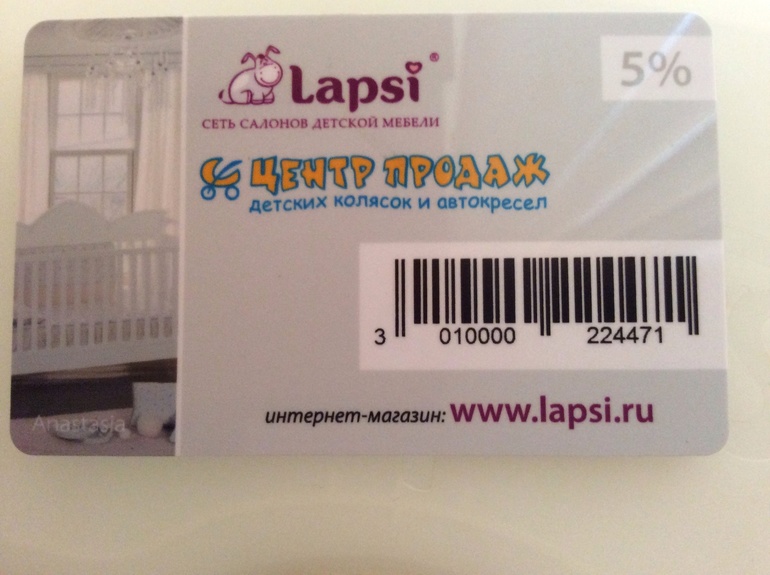 Lapsi®
5%
СЕТЬ САЛОНОВ ДЕТСКОЙ МЕБЕЛИ
ЦЕНТР ПРОДАЖ
детских колясок и автокресел
3 010000 224471
интернет-магазин: www.lapsi.ru
Anastasia